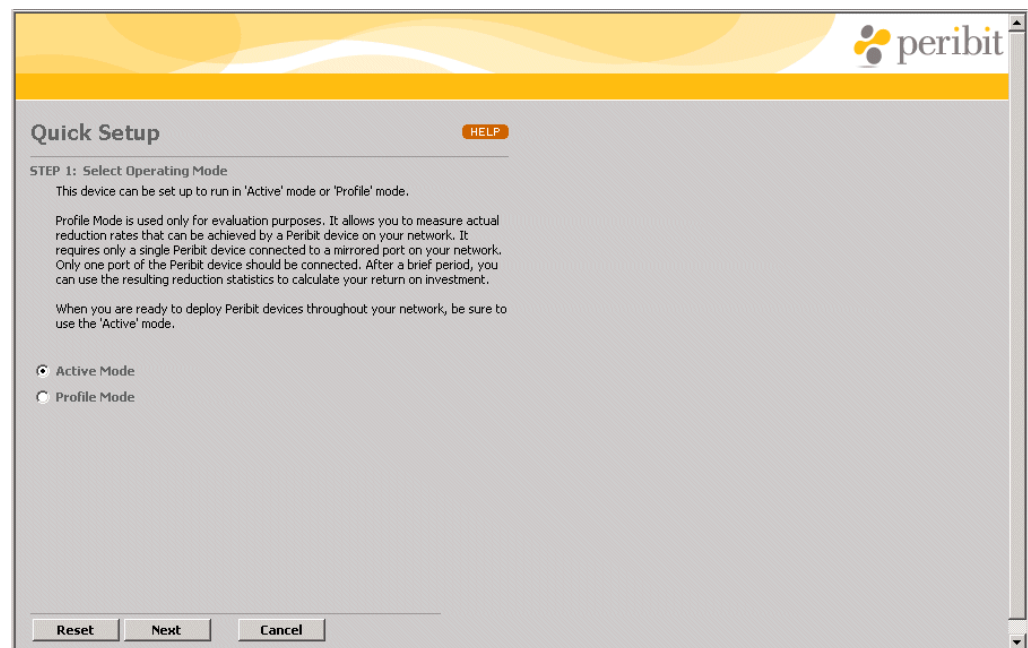 peribit
Quick Setup
HELP
STEP 1: Select Operating Mode
This device can be set up to run in 'Active' mode or 'Profile' mode.
Profile Mode is used only for evaluation purposes. It allows you to measure actual
reduction rates that can be achieved by a Peribit device on your network. It
requires only a single Peribit device connected to a mirrored port on your network.
Only one port of the Peribit device should be connected. After a brief period, you
can use the resulting reduction statistics to calculate your return on investment.
When you are ready to deploy Peribit devices throughout your network, be sure to
use the 'Active' mode.
Active Mode
Profile Mode
Reset Next Cancel